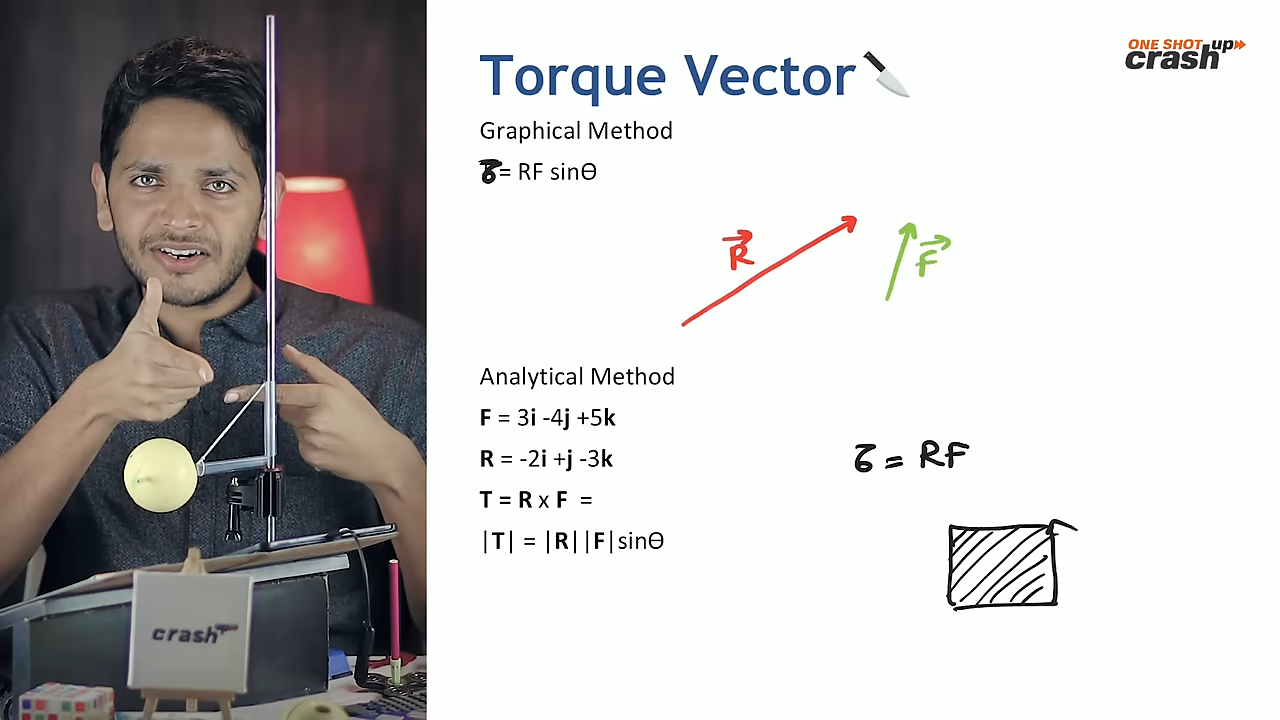 Torque Vector
ONE SHOT
crash up
Graphical Method
τ = RF sinθ
R
F
Analytical Method
F = 3i -4j +5k
R = -2i +j -3k
τ = RF
T = R x F =
|T| = |R||F|sinθ
crash up